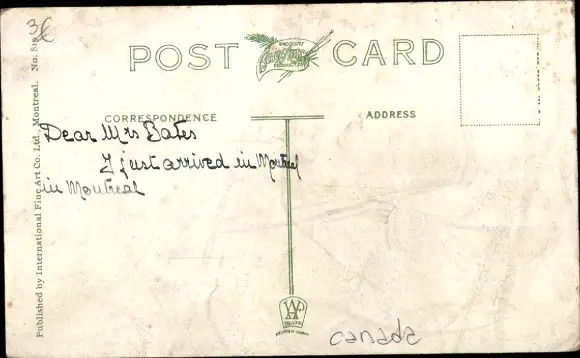 POST CARD
CORRESPONDENCE
ADDRESS
Dear Mrs Bates
I just arrived in Montreal
in Montreal
Published by International Fine Art Co. Ltd., Montreal. No. 819
canada